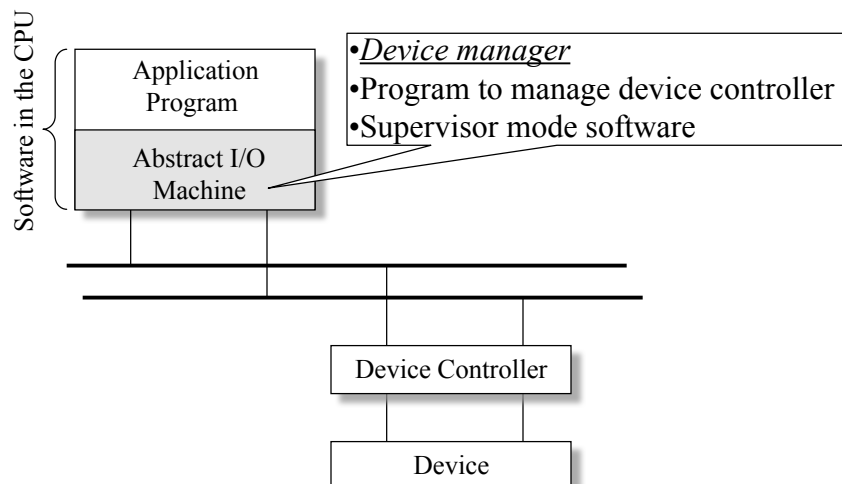 Software in the CPU
Application
Program
Abstract I/O
Machine
•Device manager
•Program to manage device controller
•Supervisor mode software
Device Controller
Device